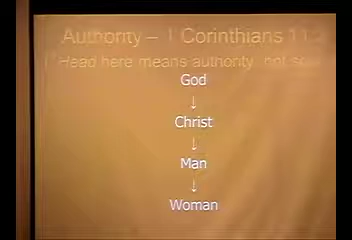 Authority – 1 Corinthians 11:
Head here means authority, not
God
↓
Christ
↓
Man
↓
Woman